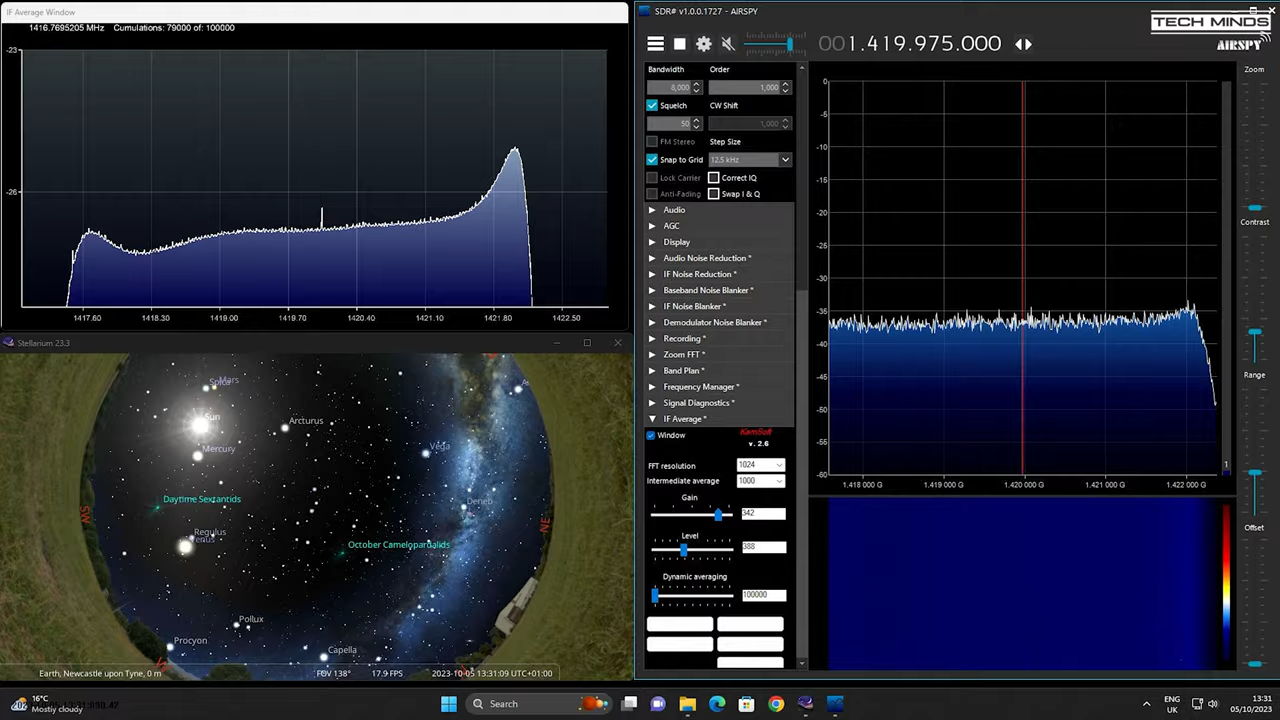 IF Average Window
1416.7695205 MHz Cumulations: 79000 of: 100000
-23
-26
1417.60 1418.30 1419.00 1419.70 1420.40 1421.10 1421.80 1422.50
Stellarium 23.3
Spica Mars
Sun
Arcturus
Mercury
Vega
Daytime Sextantids
Deneb
SW
NE
Regulus
Venus
October Camelopardalids
Pollux
Procyon
Capella
Earth, Newcastle upon Tyne, 0 m FOV 138° 17.9 FPS 2023-10-05 13:31:09 UTC+01:00
SDR# v1.0.0.1727 - AIRSPY
TECH MINDS
AIRSPY
001.419.975.000
Bandwidth Order
8,000 1,000
Squelch CW Shift
50 1,000
FM Stereo Step Size
Snap to Grid 12.5 kHz
Lock Carrier Correct IQ
Anti-Fading Swap I & Q
Audio
AGC
Display
Audio Noise Reduction *
IF Noise Reduction *
Baseband Noise Blanker *
IF Noise Blanker *
Demodulator Noise Blanker *
Recording *
Zoom FFT *
Band Plan *
Frequency Manager *
Signal Diagnostics *
IF Average *
Window KamSoft
v. 2.6
FFT resolution 1024
Intermediate average 1000
Gain
342
Level
388
Dynamic averaging
100000
0
-5
-10
-15
-20
-25
-30
-35
-40
-45
-50
-55
-60
1
1.418 000 G 1.419 000 G 1.420 000 G 1.421 000 G 1.422 000 G
Zoom
Contrast
Range
Offset
16°C
Mostly cloudy
Search
ENG
UK
13:31
05/10/2023